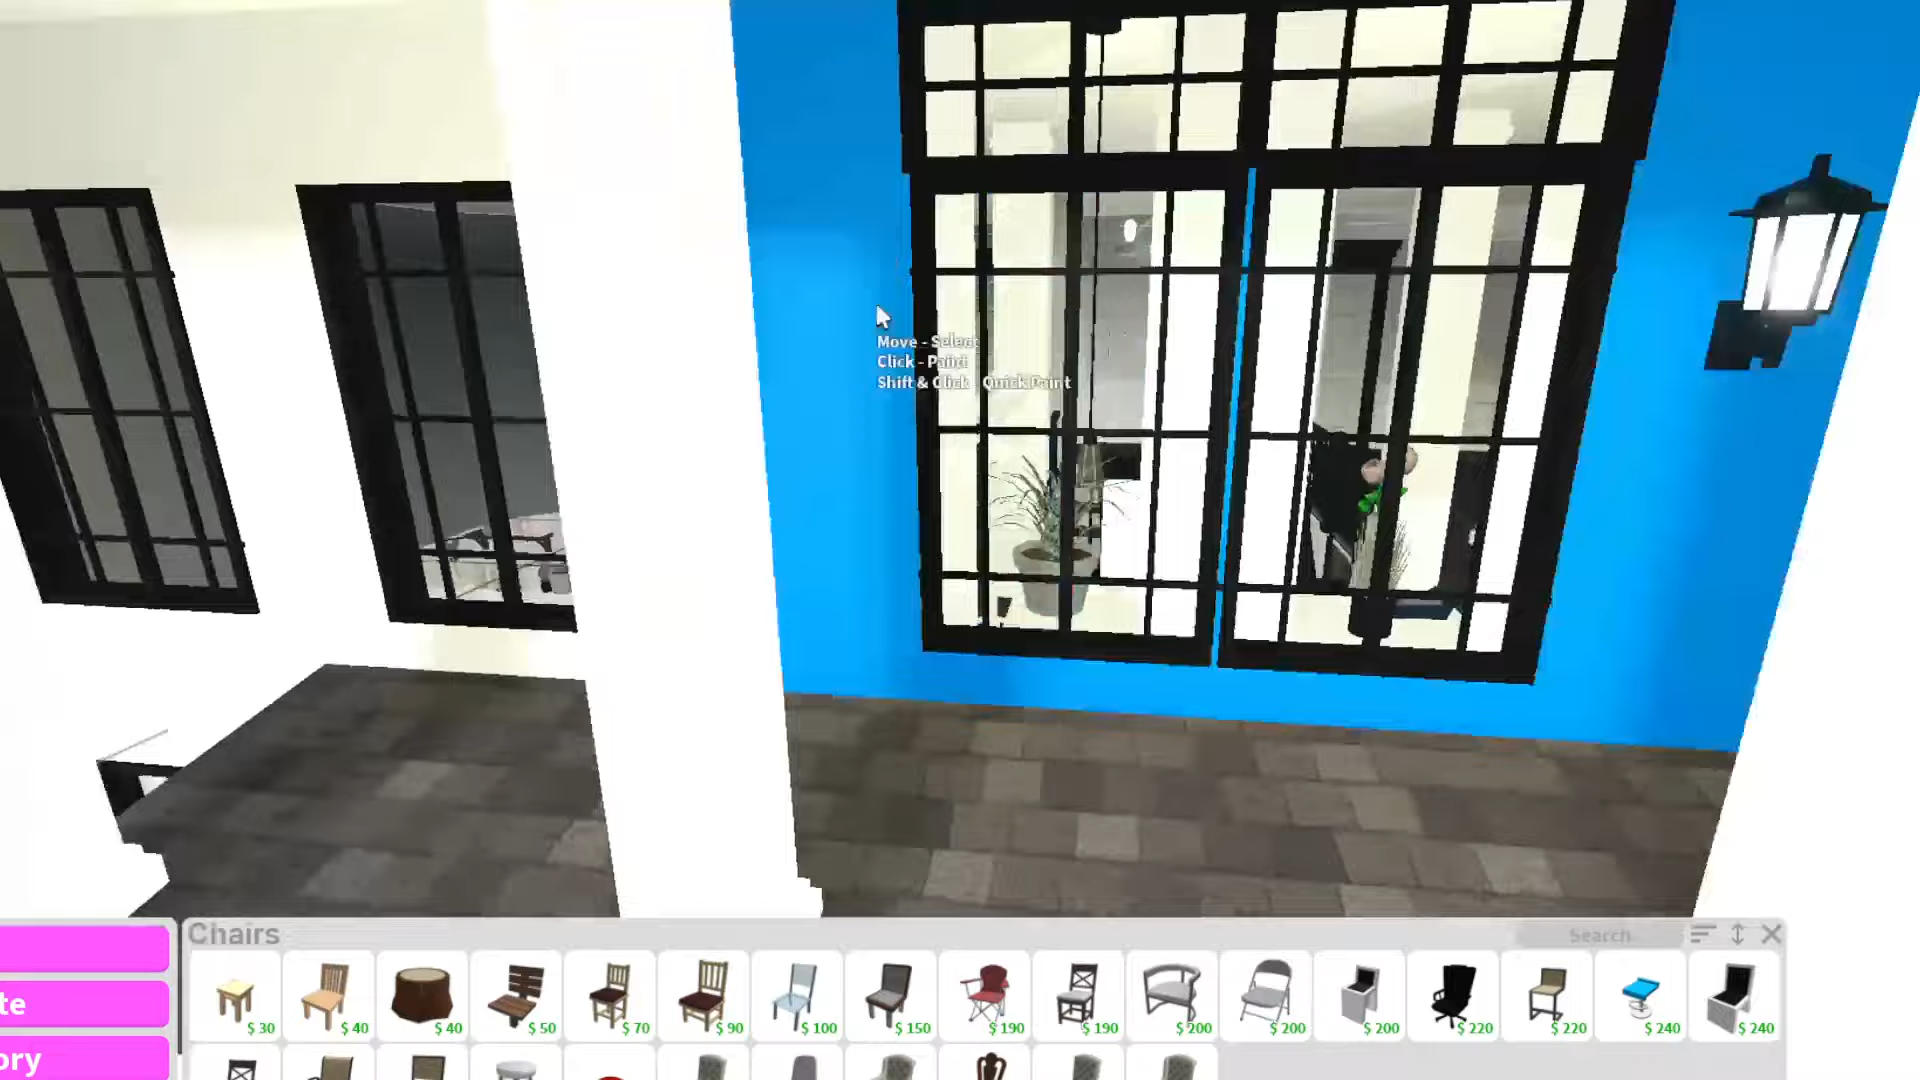 Move - Select
Click - Paint
Shift & Click - Quick Paint
Chairs
Search
te
$ 30
$ 40
$ 40
$ 50
$ 70
$ 90
$ 100
$ 150
$ 190
$ 190
$ 200
$ 200
$ 200
$ 220
$ 220
$ 240
$ 240
ory